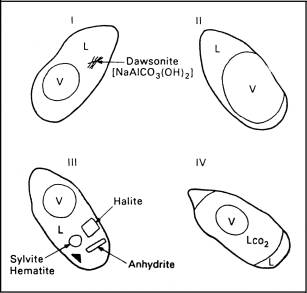 I
L
Dawsonite
[NaAlCO3(OH)2]
V
II
L
V
III
V
Halite
L
Sylvite
Hematite
Anhydrite
IV
V
Lco2
L